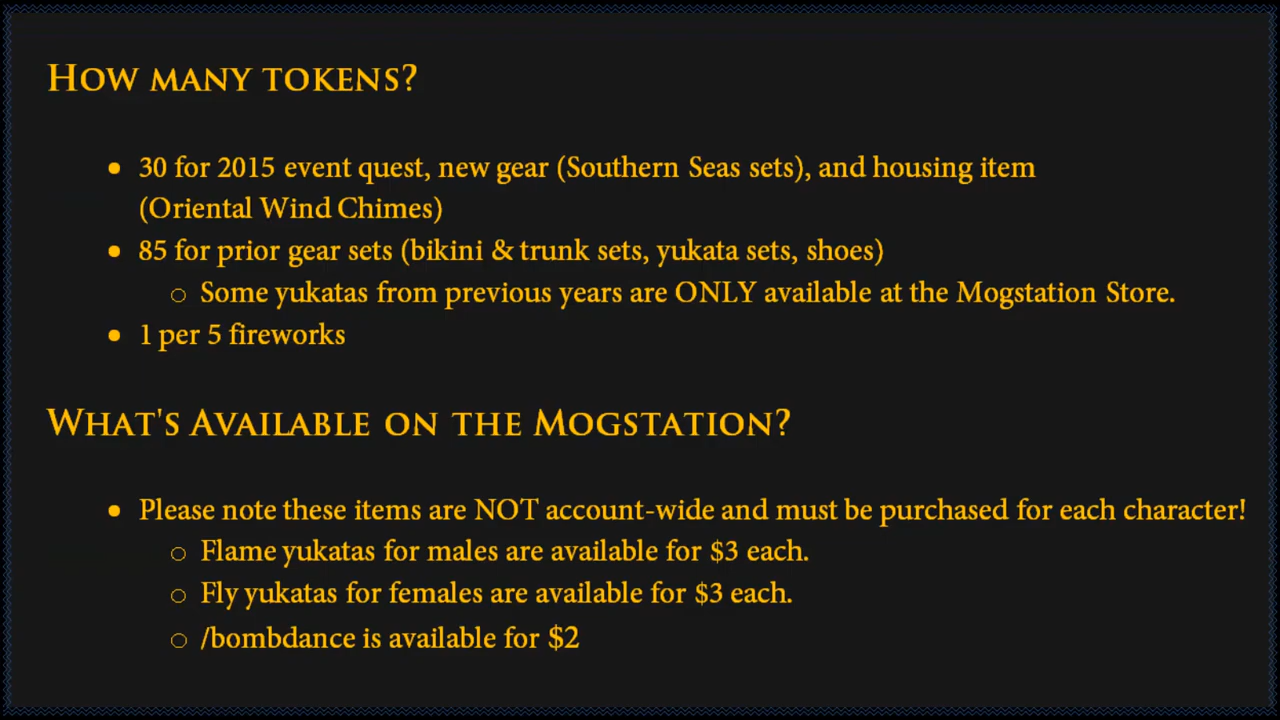 How many tokens?
• 30 for 2015 event quest, new gear (Southern Seas sets), and housing item
(Oriental Wind Chimes)
• 85 for prior gear sets (bikini & trunk sets, yukata sets, shoes)
○ Some yukatas from previous years are ONLY available at the Mogstation Store.
• 1 per 5 fireworks
What's Available on the Mogstation?
• Please note these items are NOT account-wide and must be purchased for each character!
○ Flame yukatas for males are available for $3 each.
○ Fly yukatas for females are available for $3 each.
○ /bombdance is available for $2